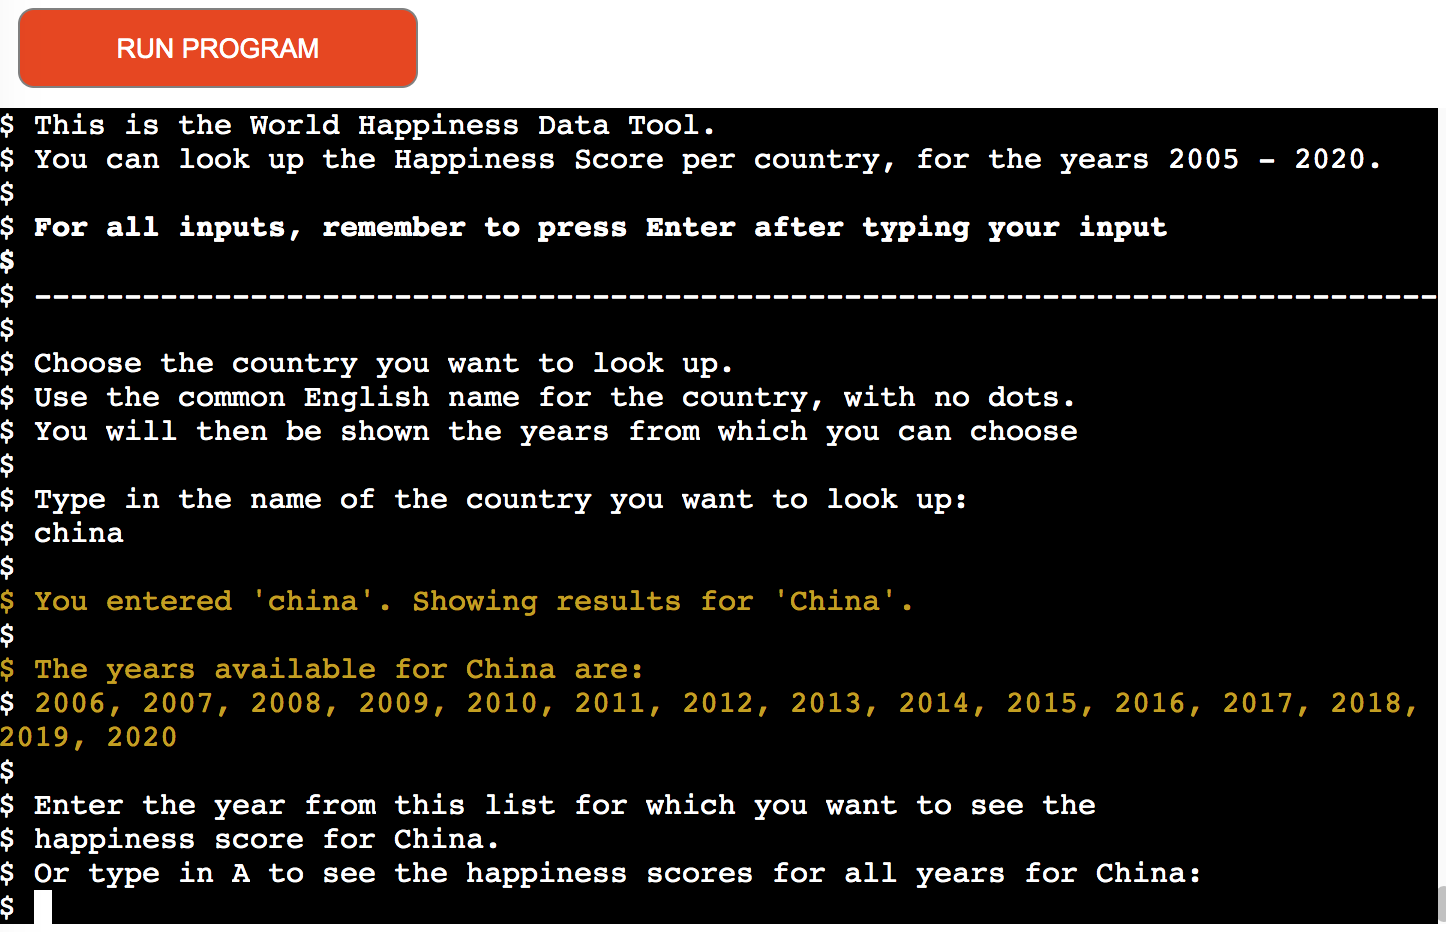 RUN PROGRAM
$ This is the World Happiness Data Tool.
$ You can look up the Happiness Score per country, for the years 2005 - 2020.
$
$ For all inputs, remember to press Enter after typing your input
$
$ ------------------------------------------------------------------------------
$
$ Choose the country you want to look up.
$ Use the common English name for the country, with no dots.
$ You will then be shown the years from which you can choose
$
$ Type in the name of the country you want to look up:
$ china
$
$ You entered 'china'. Showing results for 'China'.
$
$ The years available for China are:
$ 2006, 2007, 2008, 2009, 2010, 2011, 2012, 2013, 2014, 2015, 2016, 2017, 2018,
2019, 2020
$
$ Enter the year from this list for which you want to see the
$ happiness score for China.
$ Or type in A to see the happiness scores for all years for China:
$